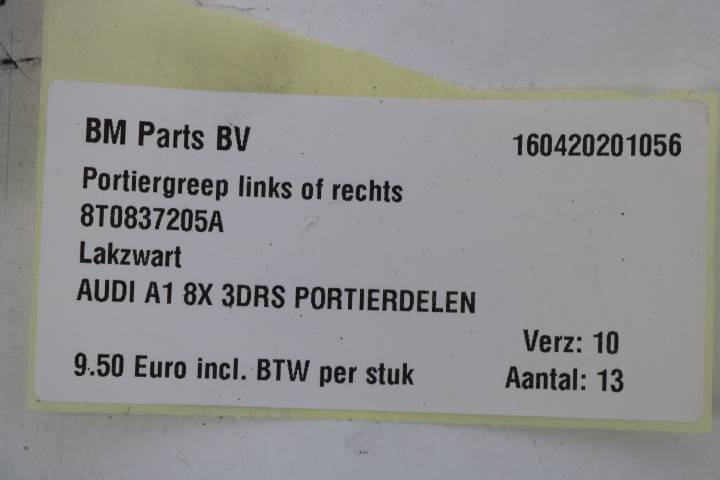 BM Parts BV 160420201056
Portiergreep links of rechts
8T0837205A
Lakzwart
AUDI A1 8X 3DRS PORTIERDELEN
Verz: 10
9.50 Euro incl. BTW per stuk Aantal: 13